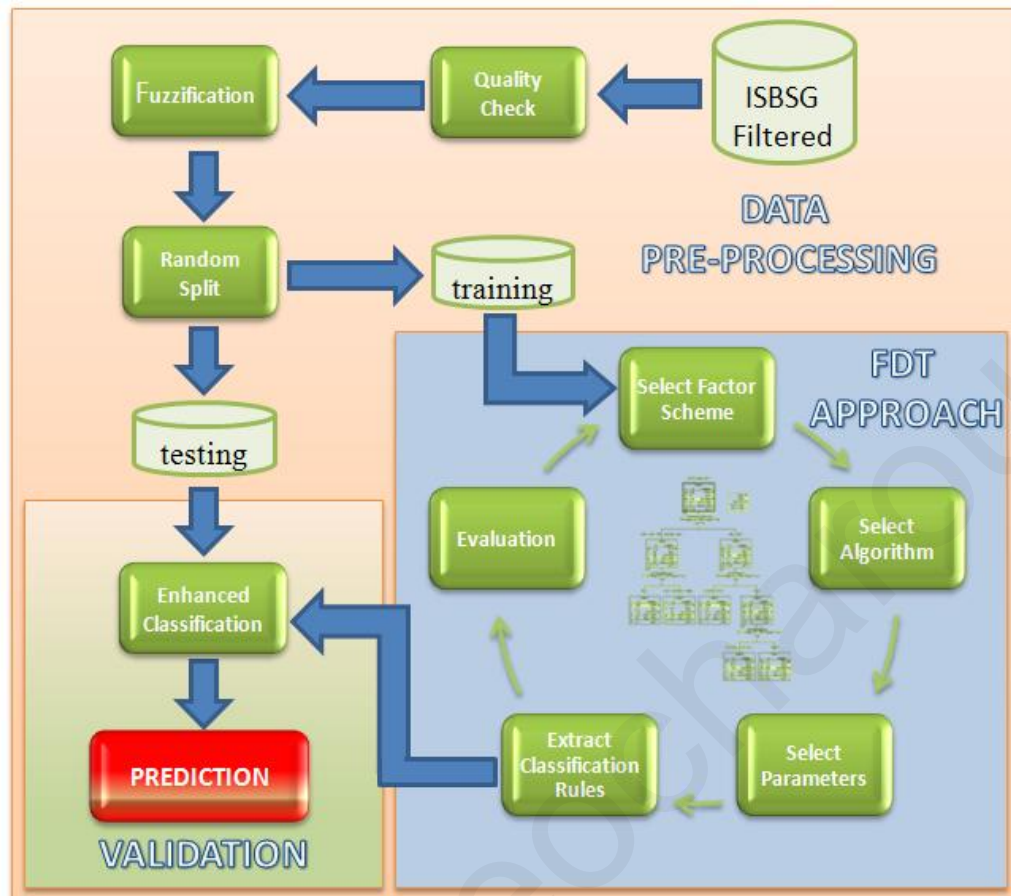 Fuzzification
Quality
Check
ISBSG
Filtered
DATA
PRE-PROCESSING
Random
Split
training
testing
FDT
APPROACH
Select Factor
Scheme
Select
Algorithm
Select
Parameters
Extract
Classification
Rules
Evaluation
Enhanced
Classification
PREDICTION
VALIDATION